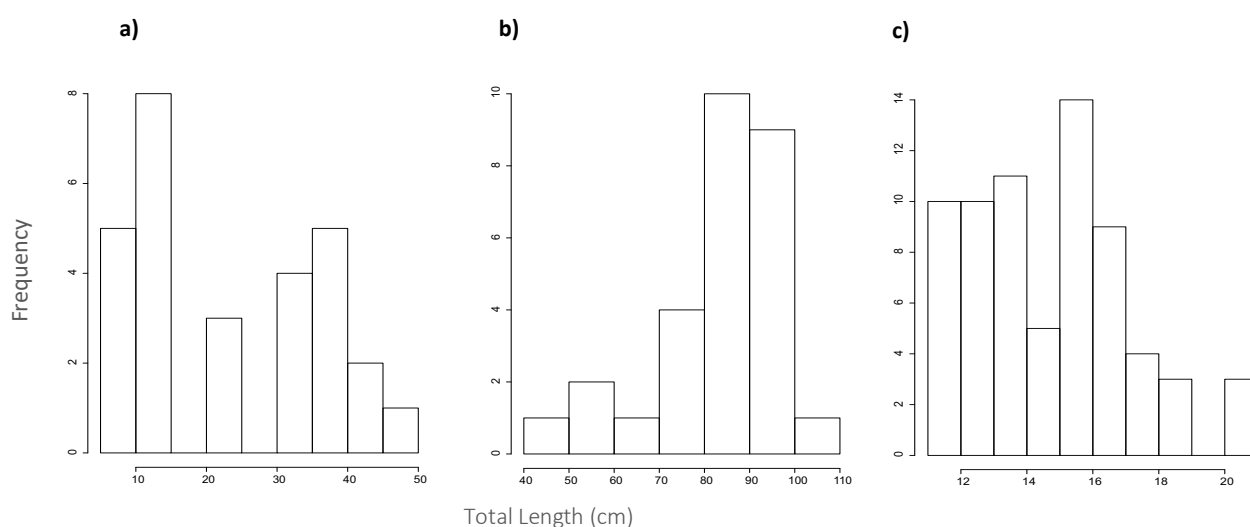 a)
b)
c)
Frequency
0 2 4 6 8
10 20 30 40 50
0 2 4 6 8 10
40 50 60 70 80 90 100 110
0 2 4 6 8 10 12 14
12 14 16 18 20
Total Length (cm)